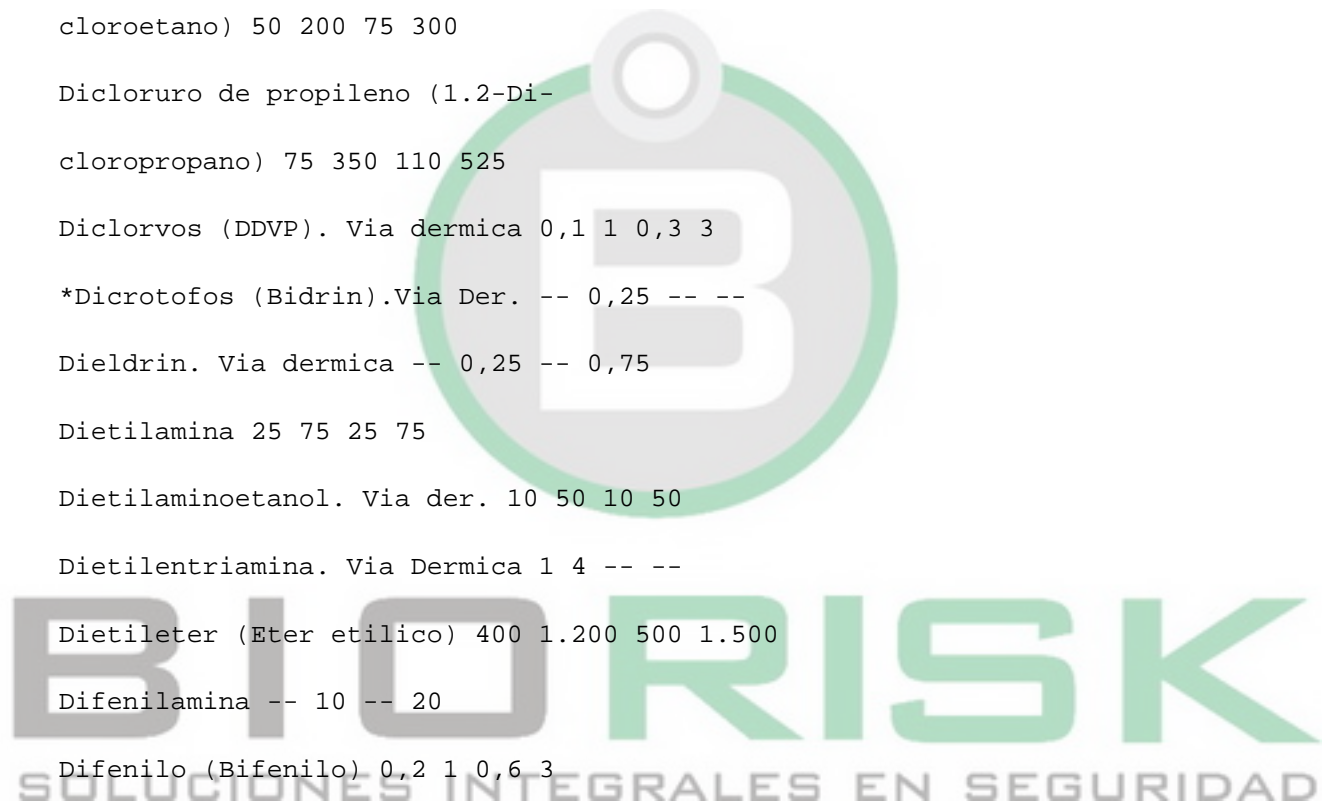 cloroetano) 50 200 75 300
Dicloruro de propileno (1.2-Di-
cloropropano) 75 350 110 525
Diclorvos (DDVP). Via dermica 0,1 1 0,3 3
*Dicrotofos (Bidrin).Via Der. -- 0,25 -- --
Dieldrin. Via dermica -- 0,25 -- 0,75
Dietilamina 25 75 25 75
Dietilaminoetanol. Via der. 10 50 10 50
Dietilentriamina. Via Dermica 1 4 -- --
Dietileter (Eter etilico) 400 1.200 500 1.500
Difenilamina -- 10 -- 20
Difenilo (Bifenilo) 0,2 1 0,6 3
B
BIORISK
SOLUCIONES INTEGRALES EN SEGURIDAD